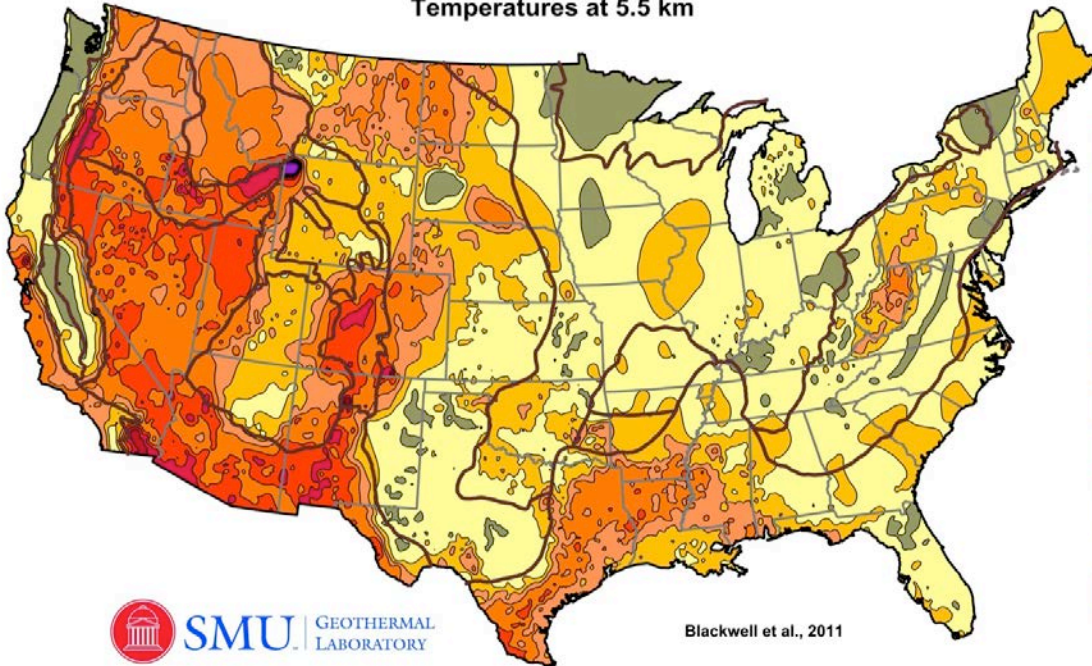 Temperatures at 5.5 km
SMU
GEOTHERMAL
LABORATORY
Blackwell et al., 2011